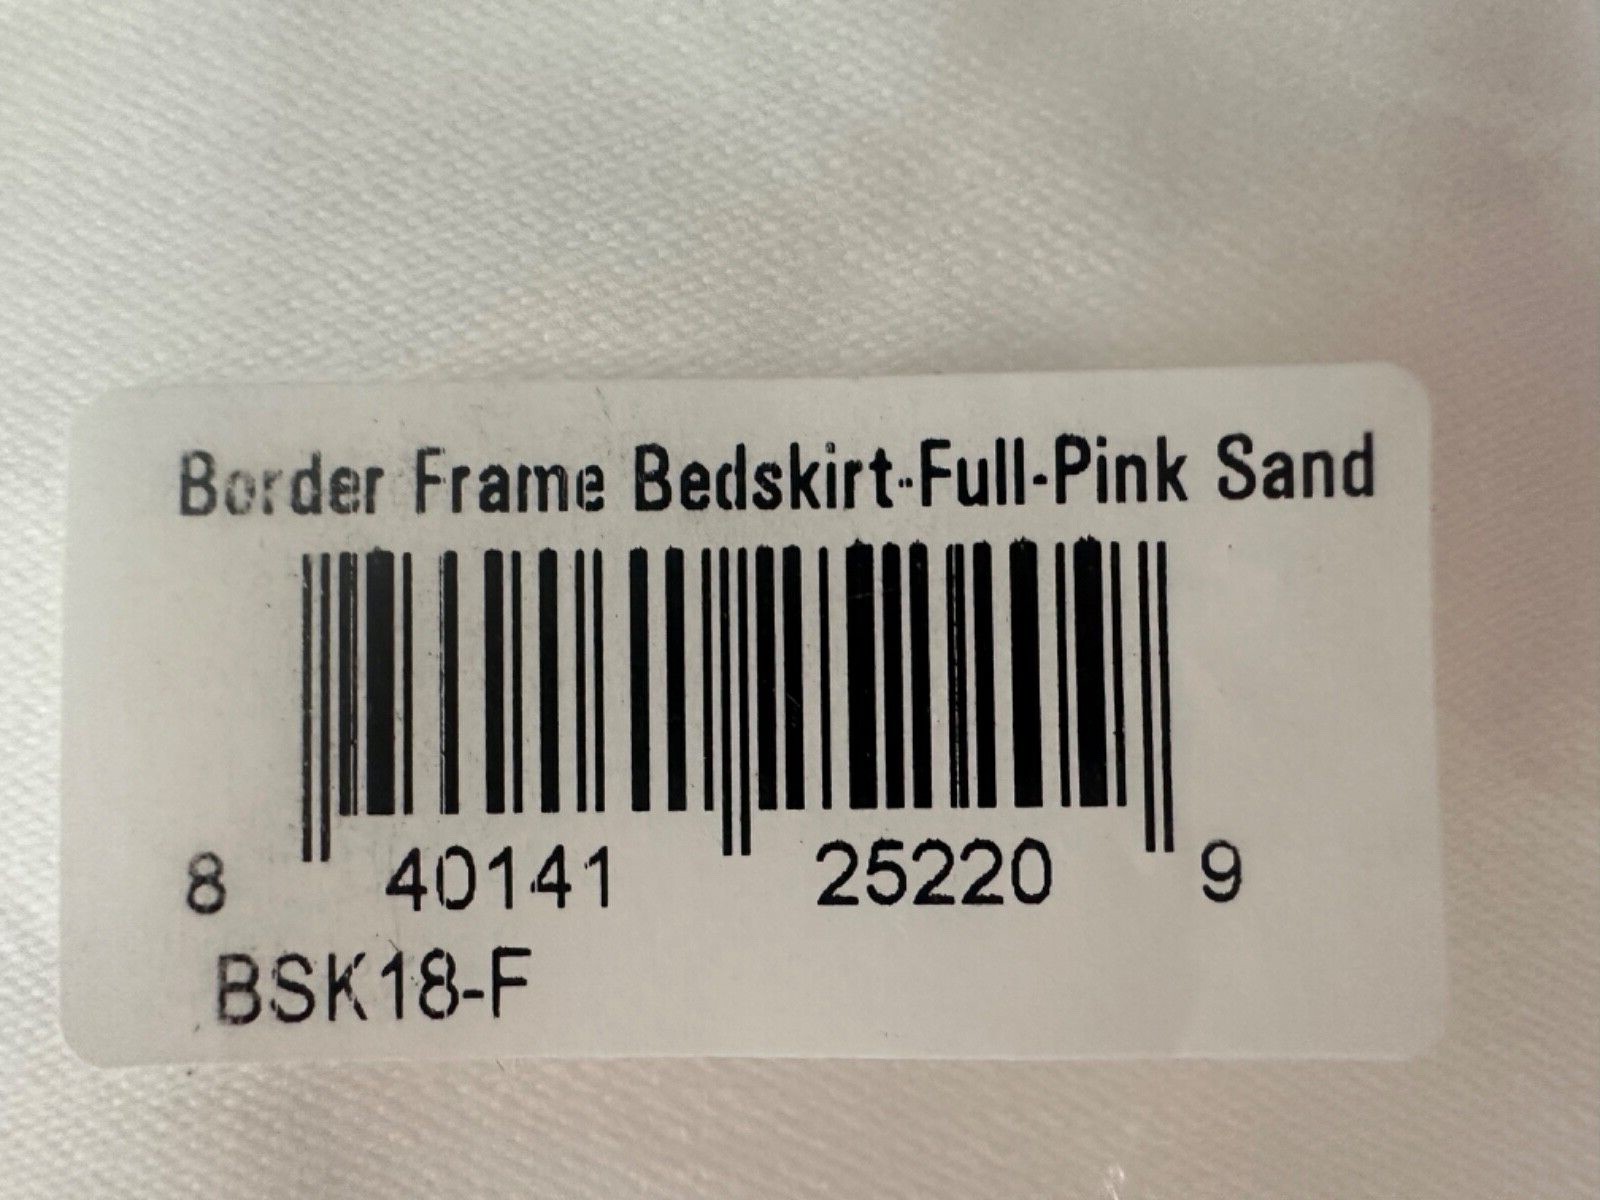 Border Frame Bedskirt-Full-Pink Sand
8 40141 25220 9
BSK18-F